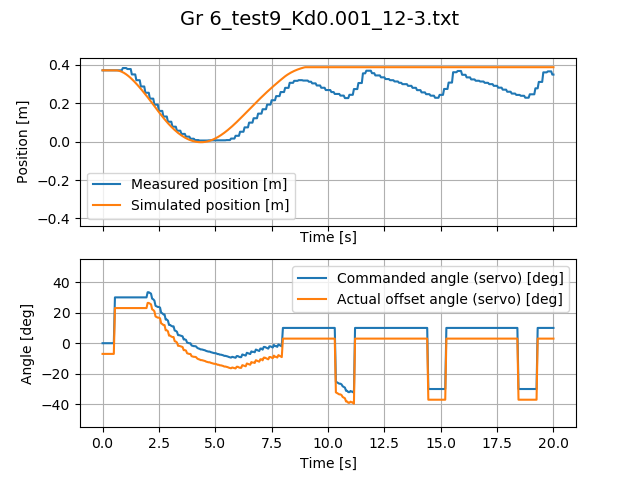 Gr 6_test9_Kd0.001_12-3.txt
0.4
0.2
0.0
−0.2
−0.4
Position [m]
Measured position [m]
Simulated position [m]
Time [s]
40
20
0
−20
−40
Angle [deg]
Commanded angle (servo) [deg]
Actual offset angle (servo) [deg]
0.0 2.5 5.0 7.5 10.0 12.5 15.0 17.5 20.0
Time [s]